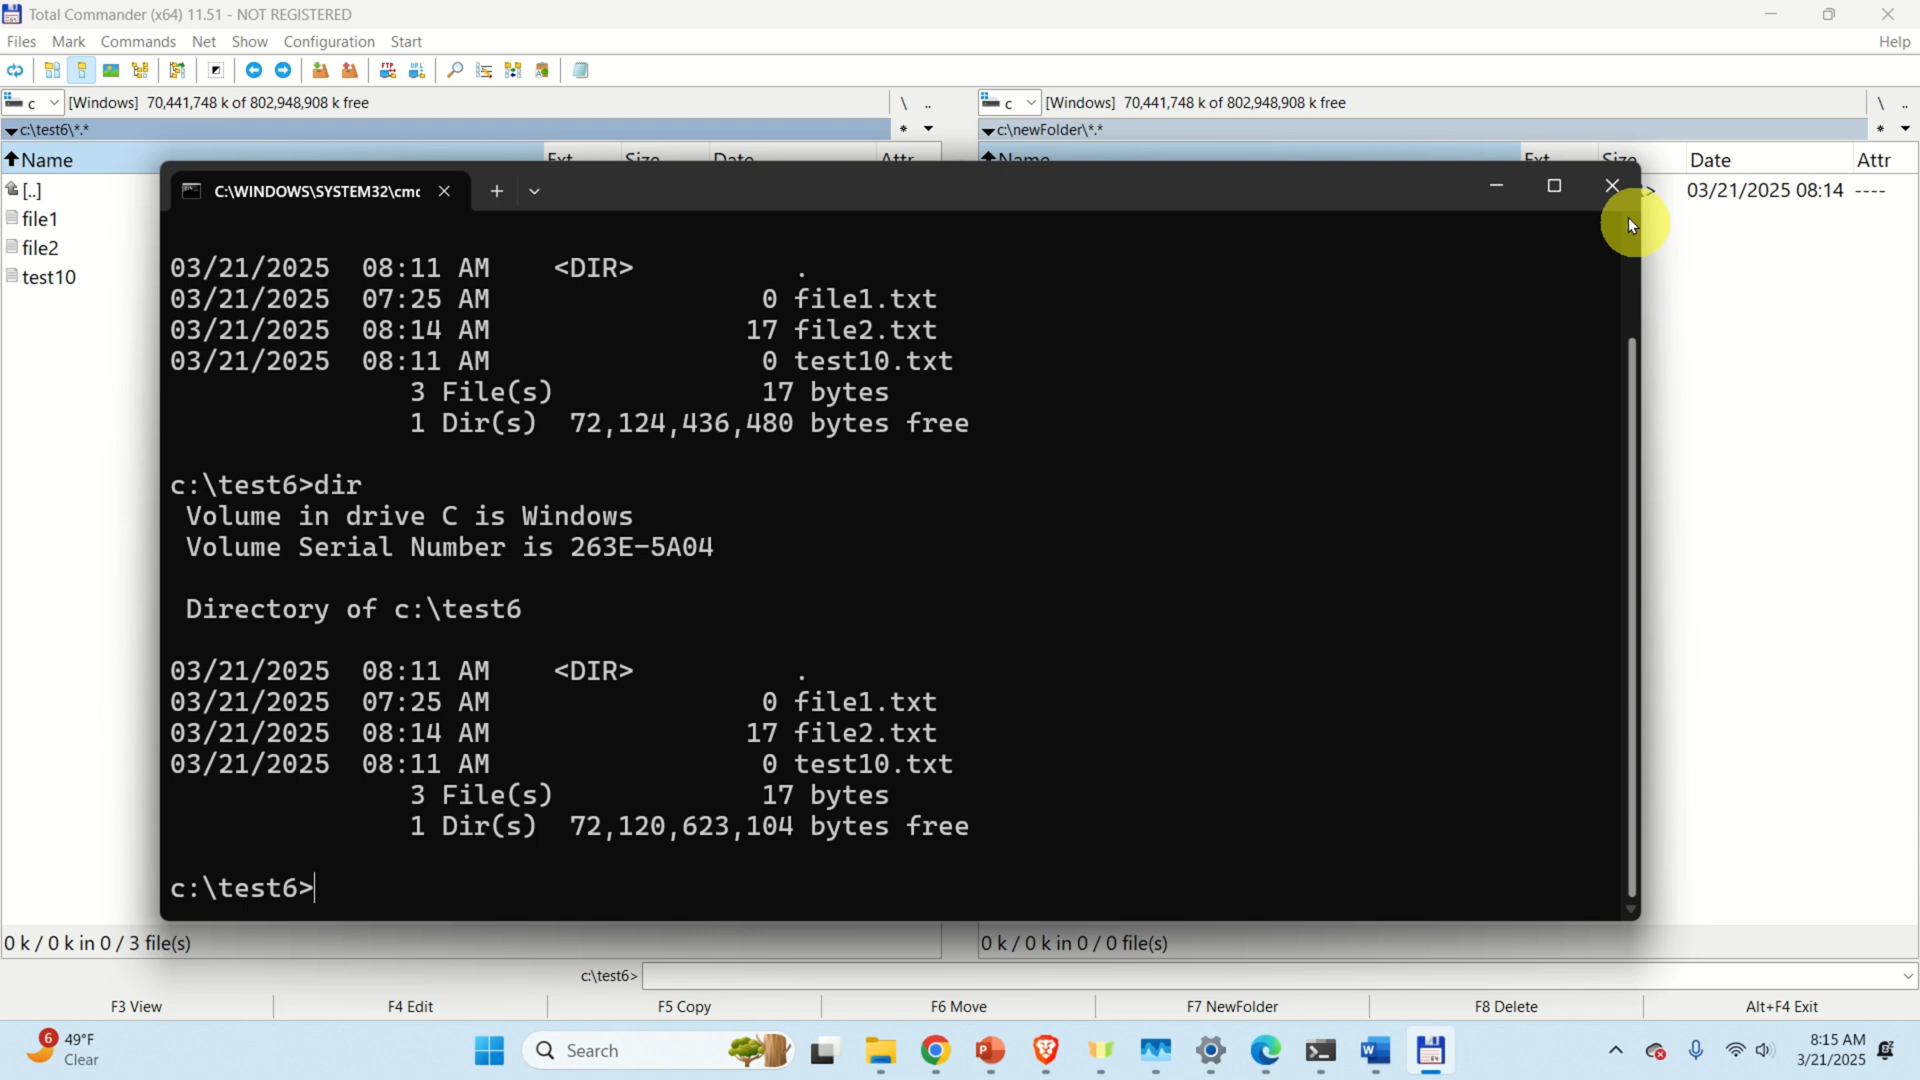 Total Commander (x64) 11.51 - NOT REGISTERED
Files Mark Commands Net Show Configuration Start Help
c [Windows] 70,441,748 k of 802,948,908 k free \ ..
c [Windows] 70,441,748 k of 802,948,908 k free \ ..
c:\test6\*.* * 
c:\newFolder\*.* *
Name Ext Size Date Attr
Name Ext Size Date Attr
[..]
03/21/2025 08:14 ----
file1
file2
test10
C:\WINDOWS\SYSTEM32\cmc
03/21/2025 08:11 AM <DIR> .
03/21/2025 07:25 AM 0 file1.txt
03/21/2025 08:14 AM 17 file2.txt
03/21/2025 08:11 AM 0 test10.txt
3 File(s) 17 bytes
1 Dir(s) 72,124,436,480 bytes free
c:\test6>dir
Volume in drive C is Windows
Volume Serial Number is 263E-5A04
Directory of c:\test6
03/21/2025 08:11 AM <DIR> .
03/21/2025 07:25 AM 0 file1.txt
03/21/2025 08:14 AM 17 file2.txt
03/21/2025 08:11 AM 0 test10.txt
3 File(s) 17 bytes
1 Dir(s) 72,120,623,104 bytes free
c:\test6>
0 k / 0 k in 0 / 3 file(s)
0 k / 0 k in 0 / 0 file(s)
c:\test6>
F3 View F4 Edit F5 Copy F6 Move F7 NewFolder F8 Delete Alt+F4 Exit
6 49°F
Clear
Search
8:15 AM
3/21/2025